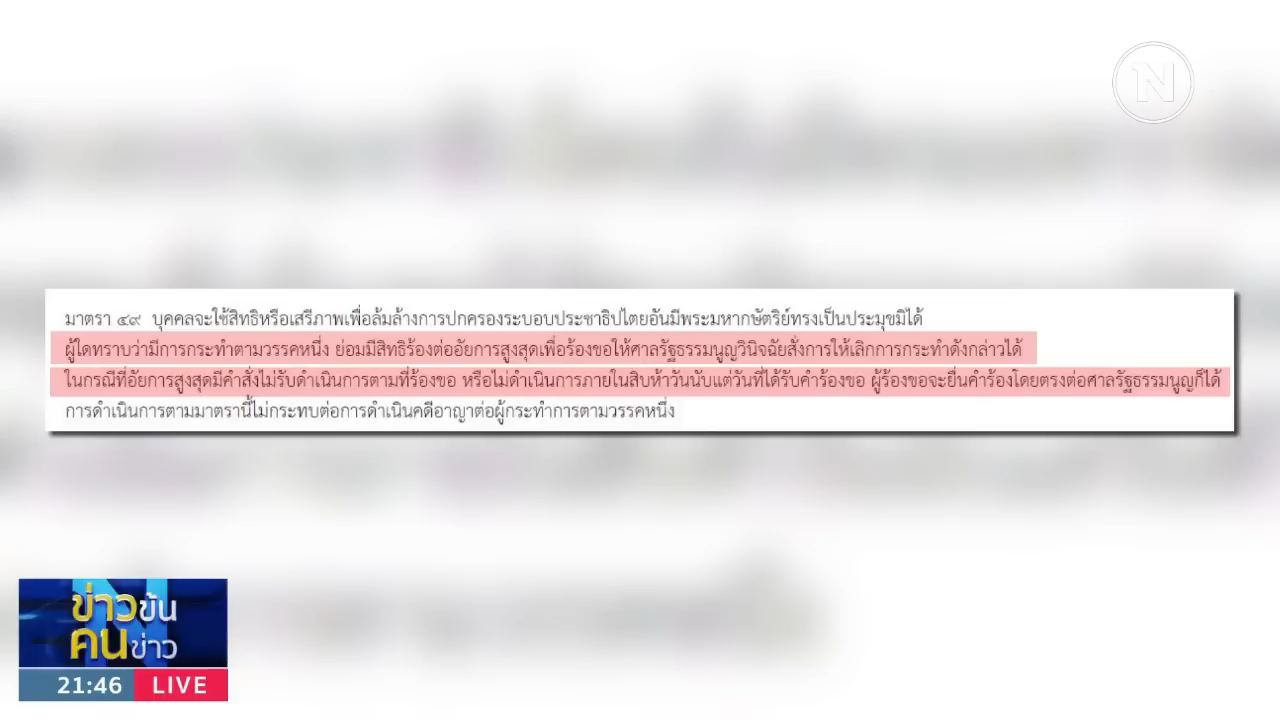 N
มาตรา ๔๙ บุคคลจะใช้สิทธิหรือเสรีภาพเพื่อล้มล้างการปกครองระบอบประชาธิปไตยอันมีพระมหากษัตริย์ทรงเป็นประมุขมิได้
ผู้ใดทราบว่ามีการกระทำตามวรรคหนึ่ง ย่อมมีสิทธิร้องต่ออัยการสูงสุดเพื่อร้องขอให้ศาลรัฐธรรมนูญวินิจฉัยสั่งการให้เลิกการกระทำดังกล่าวได้
ในกรณีที่อัยการสูงสุดมีคำสั่งไม่รับดำเนินการตามที่ร้องขอ หรือไม่ดำเนินการภายในสิบห้าวันนับแต่วันที่ได้รับคำร้องขอ ผู้ร้องขอจะยื่นคำร้องโดยตรงต่อศาลรัฐธรรมนูญก็ได้
การดำเนินการตามมาตรานี้ไม่กระทบต่อการดำเนินคดีอาญาต่อผู้กระทำการตามวรรคหนึ่ง
ข่าวข้น
คนข่าว
21:46 LIVE